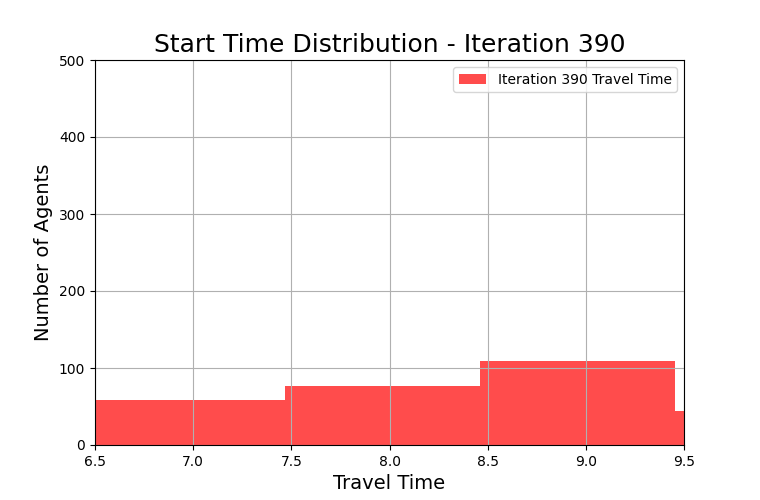 Start Time Distribution - Iteration 390
Iteration 390 Travel Time
Number of Agents
500
400
300
200
100
0
6.5 7.0 7.5 8.0 8.5 9.0 9.5
Travel Time